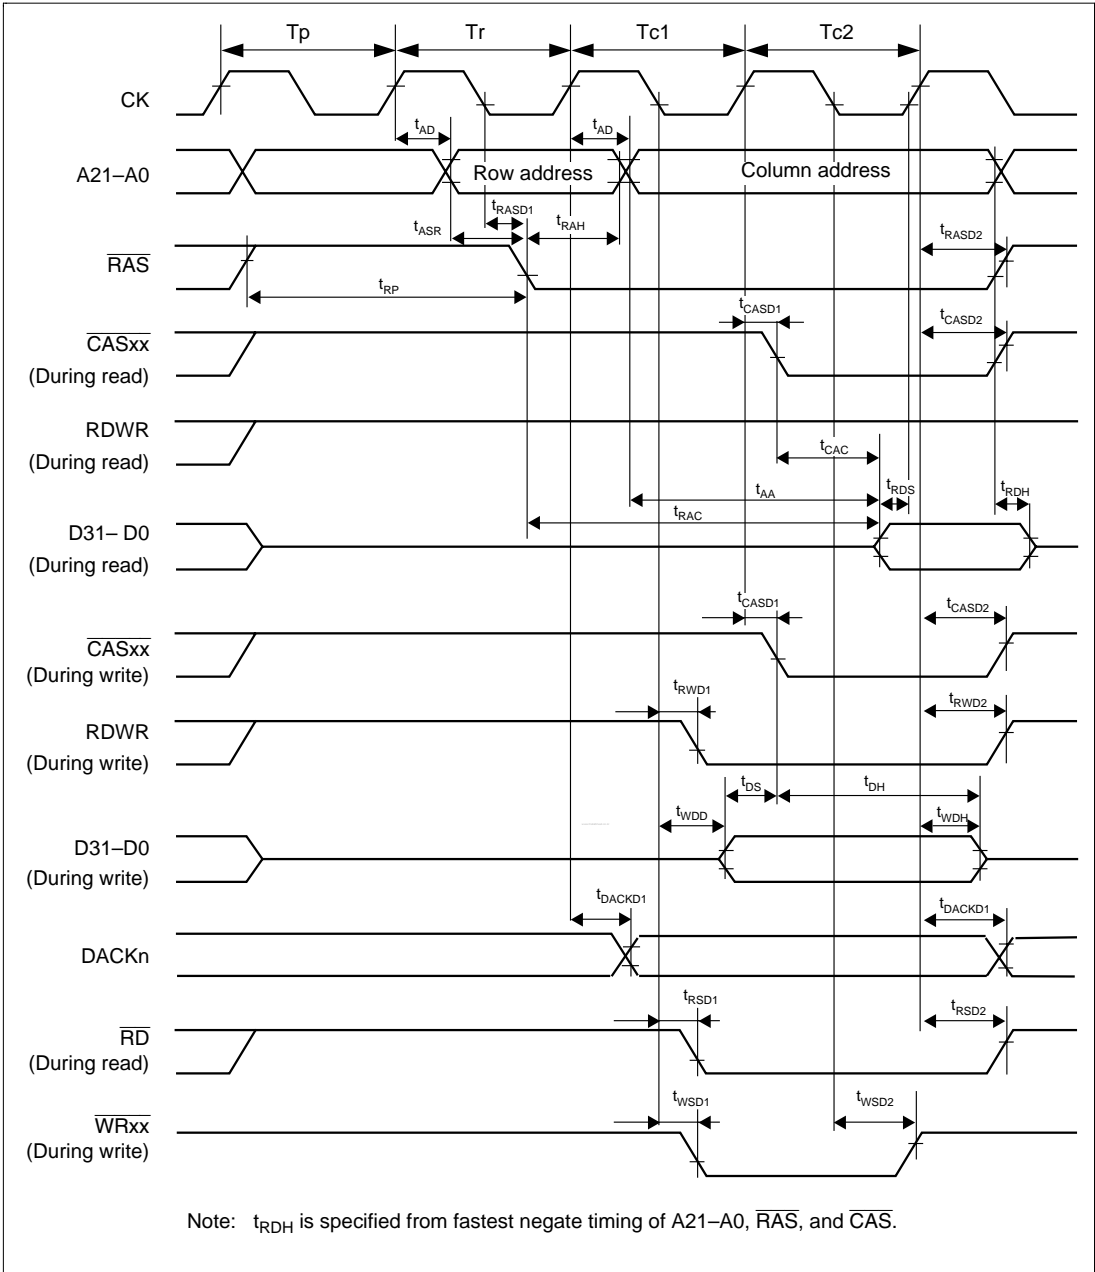 Tp Tr Tc1 Tc2
CK
tAD tAD
A21–A0 Row address Column address
tRASD1
tASR tRAH tRASD2
RAS
tRP
tCASD1 tCASD2
CASxx
(During read)
RDWR
(During read)
tCAC
tRDS tRDH
tAA
tRAC
D31– D0
(During read)
tCASD1 tCASD2
CASxx
(During write)
tRWD1 tRWD2
RDWR
(During write)
tDS tDH
tWDD tWDH
D31–D0
(During write)
tDACKD1 tDACKD1
DACKn
tRSD1 tRSD2
RD
(During read)
tWSD1 tWSD2
WRxx
(During write)
Note: tRDH is specified from fastest negate timing of A21–A0, RAS, and CAS.